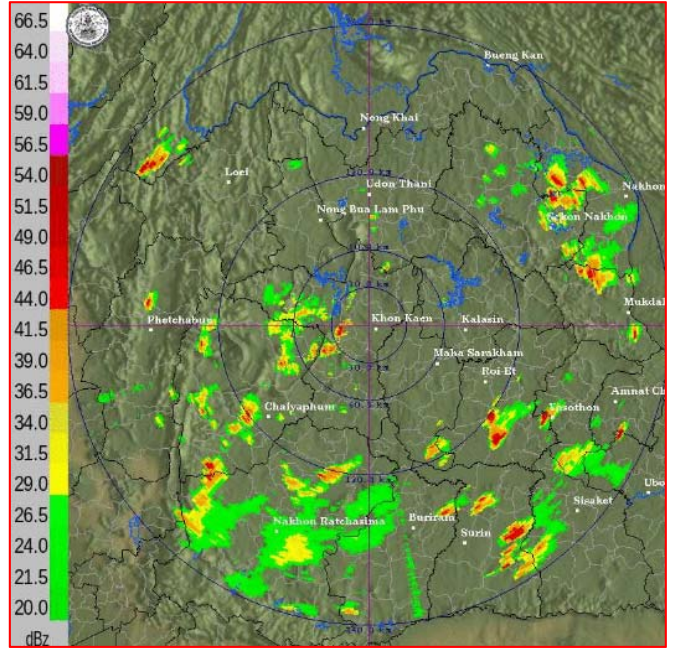 66.5
64.0
61.5
59.0
56.5
54.0
51.5
49.0
46.5
44.0
41.5
39.0
36.5
34.0
31.5
29.0
26.5
24.0
21.5
20.0
dBz
Bueng Kan
Nong Khai
Loei
Udon Thani
Nong Bua Lam Phu
Nakhon
Sakon Nakhon
Mukdah
Phetchabun
Khon Kaen
Kalasin
Maha Sarakham
Roi-Et
Amnat Ch
Yasothon
Chaiyaphum
Nakhon Ratchasima
Buriram
Surin
Sisaket
Ubo